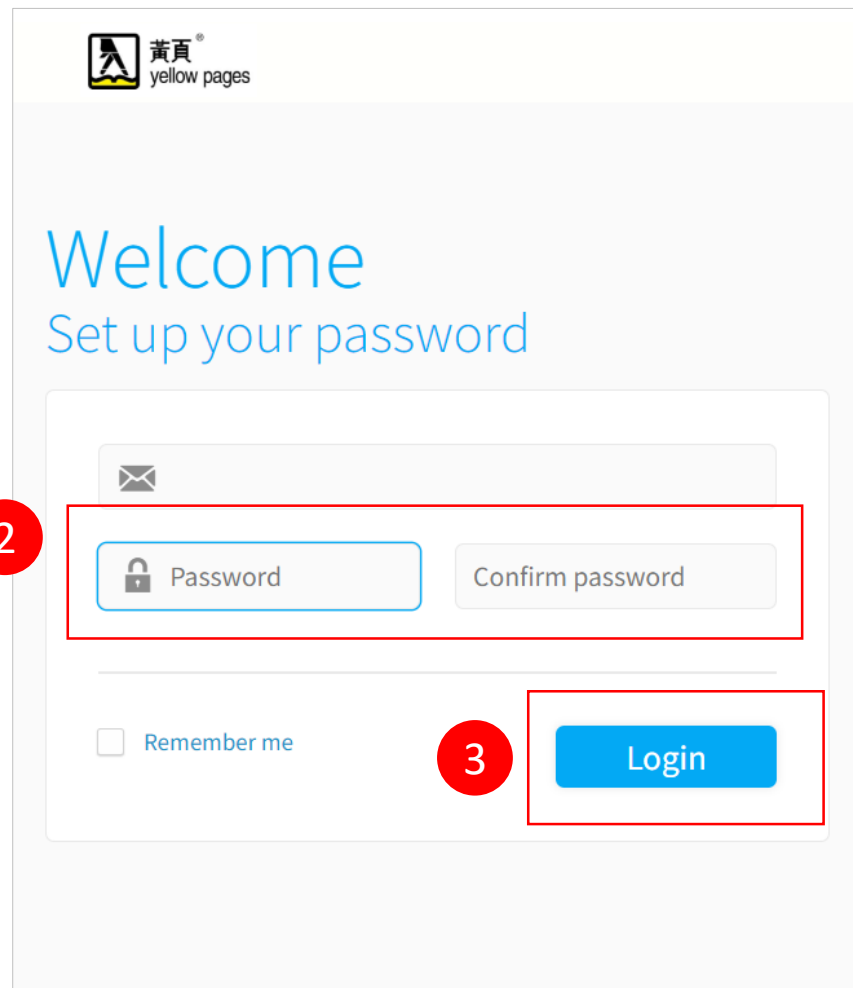 黃頁®
yellow pages
Welcome
Set up your password
2
Password
Confirm password
Remember me
3
Login